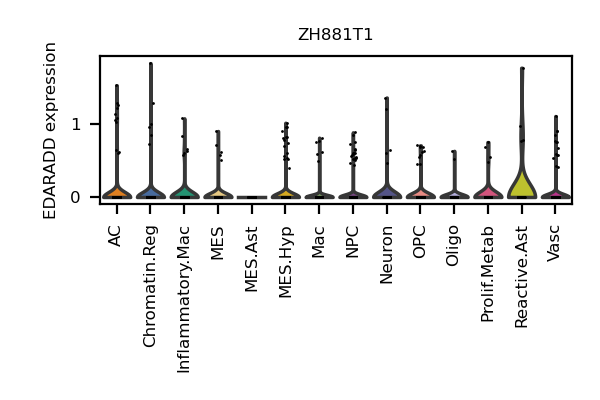 ZH881T1
EDARADD expression
1
0
AC
Chromatin.Reg
Inflammatory.Mac
MES
MES.Ast
MES.Hyp
Mac
NPC
Neuron
OPC
Oligo
Prolif.Metab
Reactive.Ast
Vasc